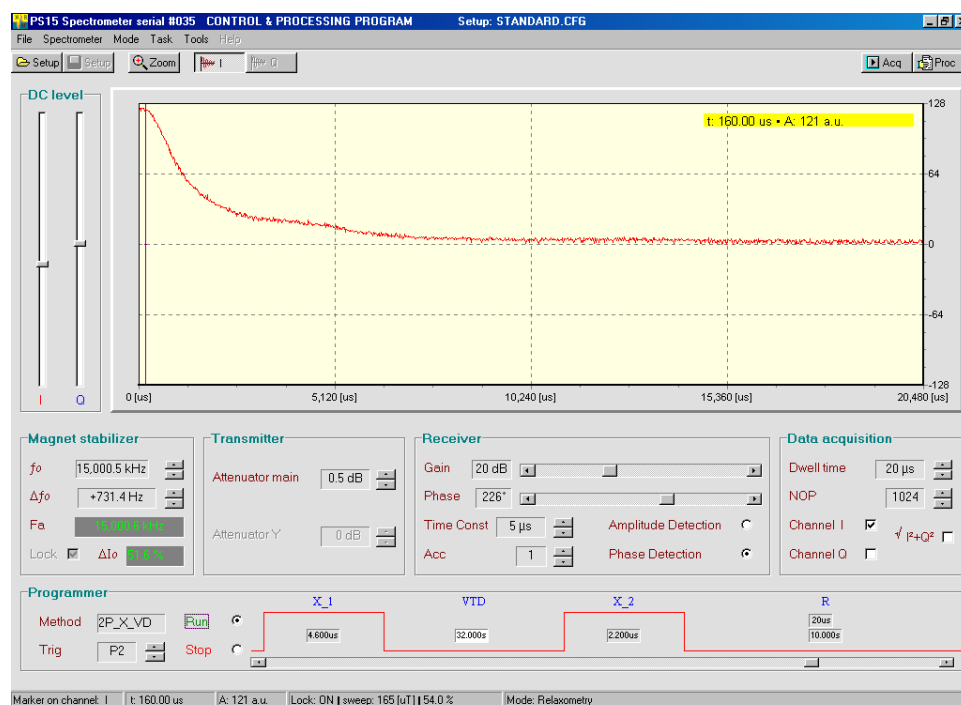 PS15 Spectrometer serial #035 CONTROL & PROCESSING PROGRAM Setup: STANDARD.CFG
File Spectrometer Mode Task Tools Help
Setup Setup Zoom I Q Acq Proc
DC level
t: 160.00 us • A: 121 a.u.
128
64
0
-64
-128
I Q
0 [us] 5,120 [us] 10,240 [us] 15,360 [us] 20,480 [us]
Magnet stabilizer
fo 15,000.5 kHz
Δfo +731.4 Hz
Fa 15,000.6 kHz
Lock ΔIo 51.6 %
Transmitter
Attenuator main 0.5 dB
Attenuator Y 0 dB
Receiver
Gain 20 dB
Phase 226°
Time Const 5 µs Amplitude Detection
Acc 1 Phase Detection
Data acquisition
Dwell time 20 µs
NOP 1024
Channel I √ I²+Q²
Channel Q
Programmer
Method 2P_X_VD Run
Trig P2 Stop
X_1 VTD X_2 R
4.600us 32.000s 2.200us 20us
10.000s
Marker on channel: I t: 160.00 us A: 121 a.u. Lock: ON | sweep: 165 [uT] | 54.0 % Mode: Relaxometry